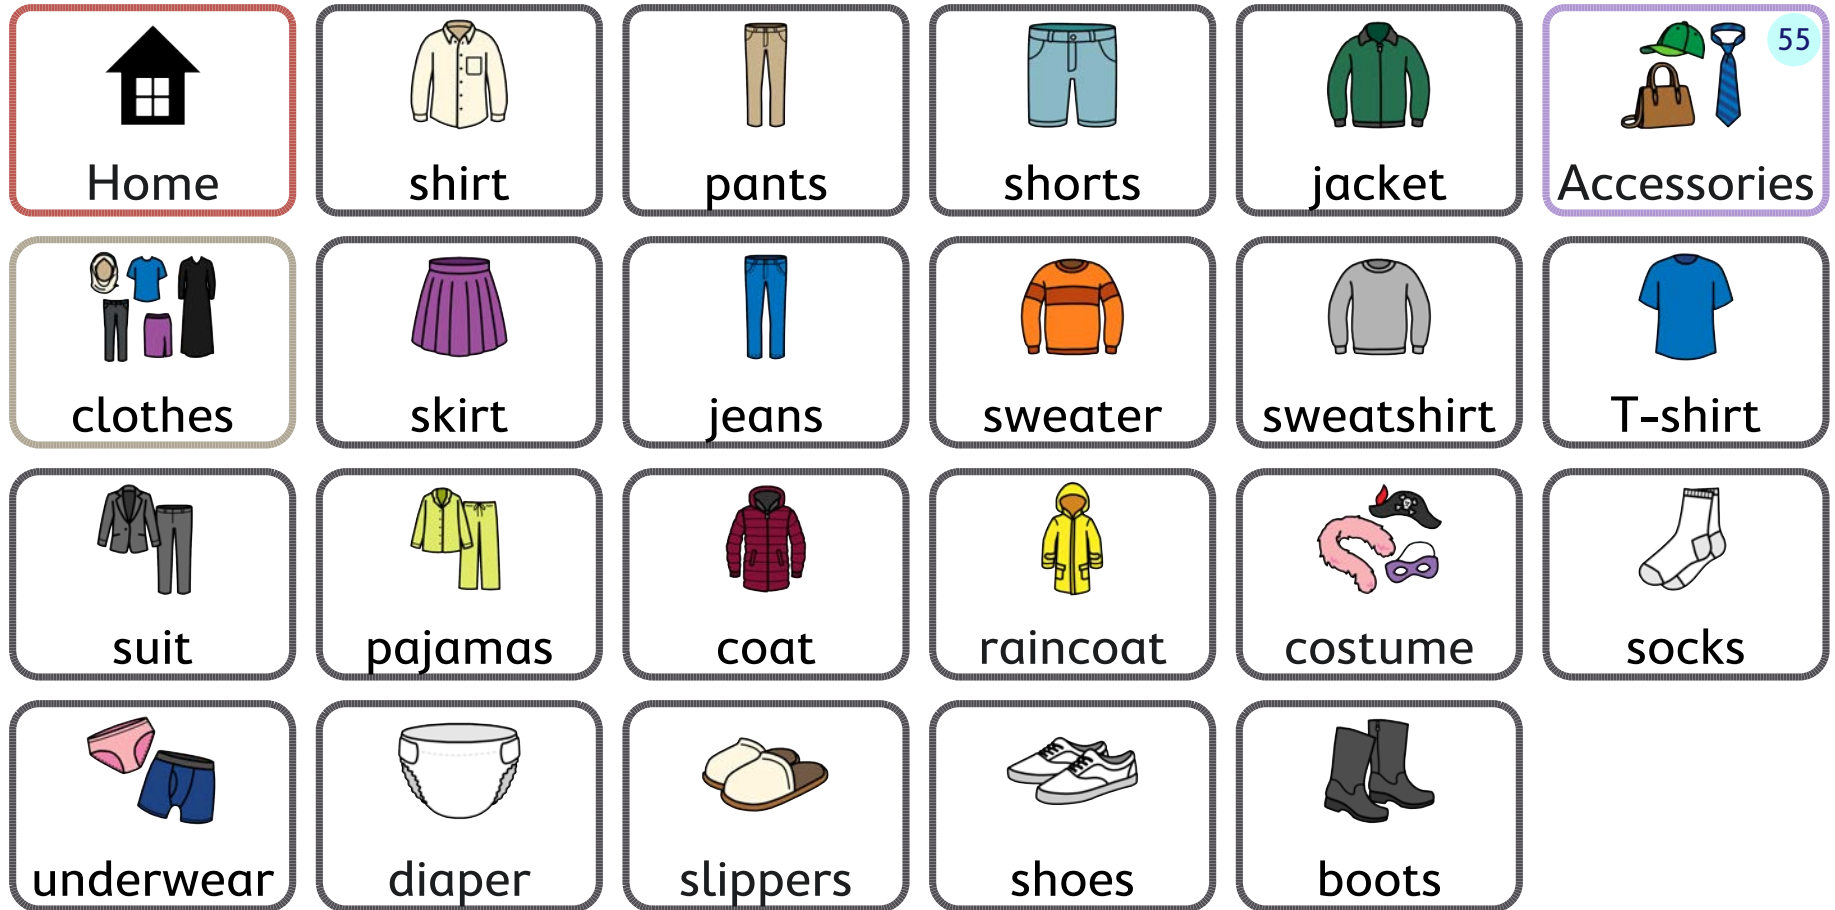 55
Home
shirt
pants
shorts
jacket
Accessories
clothes
skirt
jeans
sweater
sweatshirt
T-shirt
suit
pajamas
coat
raincoat
costume
socks
underwear
diaper
slippers
shoes
boots